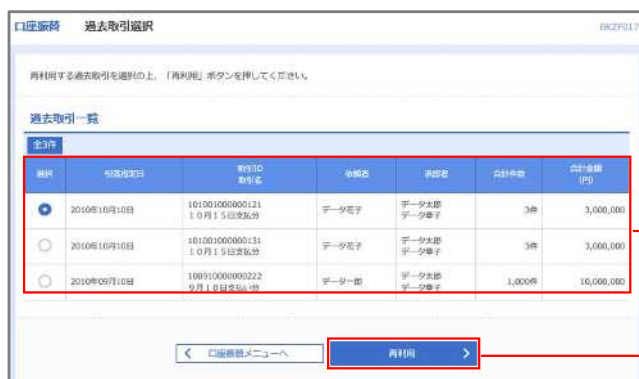 口座振替 過去取引選択 BKZF017
再利用する過去取引を選択の上、「再利用」ボタンを押してください。
過去取引一覧
全3件
選択 引落指定日 取引ID 依頼者 承認者 合計件数 合計金額
取引名 (円)
2010年10月10日 101001000000121 データ花子 データ太郎 3件 3,000,000
10月15日支払分 データ幸子
2010年10月10日 101001000000131 データ花子 データ太郎 3件 3,000,000
10月15日支払分 データ幸子
2010年09月10日 100910000000222 データ一郎 データ太郎 1,000件 10,000,000
9月10日支払い分 データ幸子
口座振替メニューへ 再利用